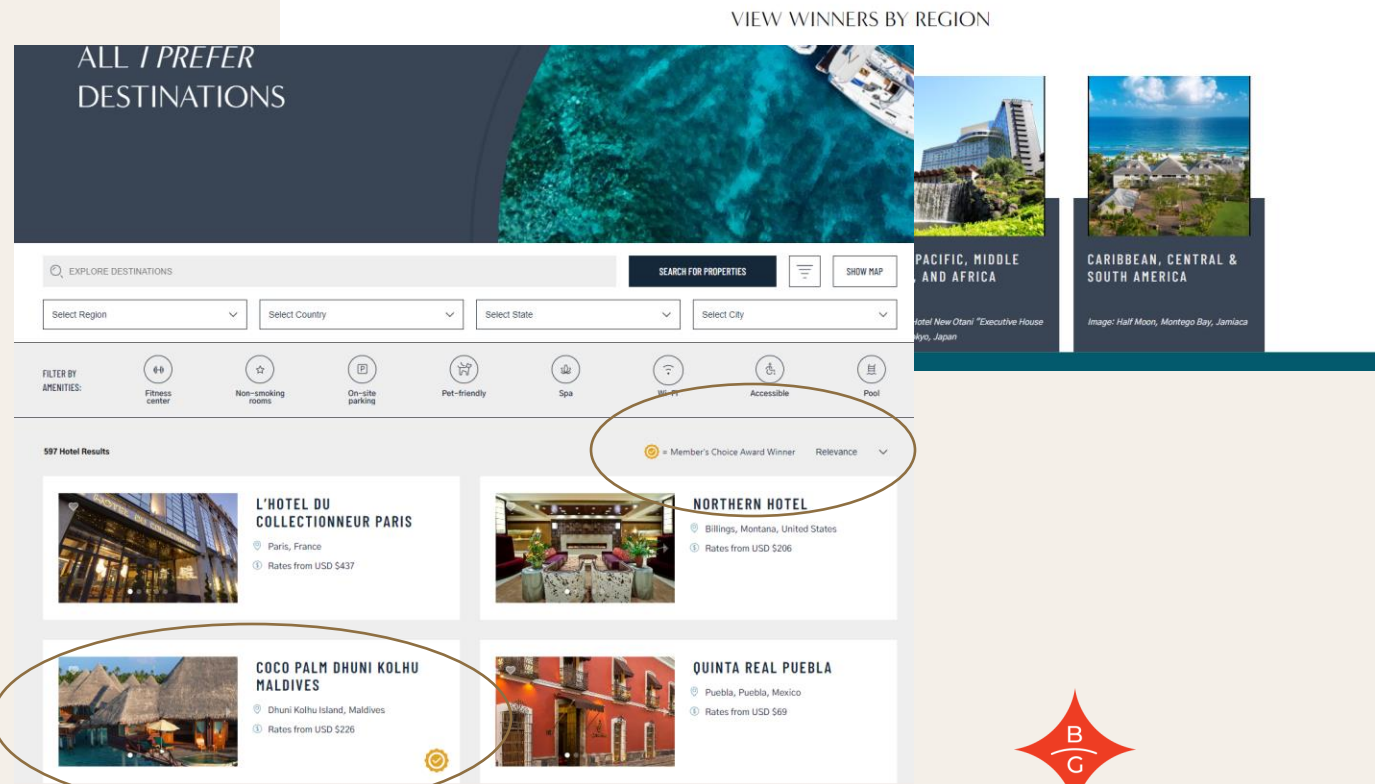 VIEW WINNERS BY REGION
ALL I PREFER
DESTINATIONS
EXPLORE DESTINATIONS
SEARCH FOR PROPERTIES
SHOW MAP
Select Region
Select Country
Select State
Select City
FILTER BY
AMENITIES:
Fitness
center
Non-smoking
rooms
P
On-site
parking
Pet-friendly
Spa
Wi-Fi
Accessible
Pool
597 Hotel Results
= Member's Choice Award Winner
Relevance
L'HOTEL DU
COLLECTIONNEUR PARIS
Paris, France
Rates from USD $437
NORTHERN HOTEL
Billings, Montana, United States
Rates from USD $206
COCO PALM DHUNI KOLHU
MALDIVES
Dhuni Kolhu Island, Maldives
Rates from USD $226
QUINTA REAL PUEBLA
Puebla, Puebla, Mexico
Rates from USD $69
PACIFIC, MIDDLE
, AND AFRICA
Hotel New Otani "Executive House
Japan
CARIBBEAN, CENTRAL &
SOUTH AMERICA
Image: Half Moon, Montego Bay, Jamiaca
B
G